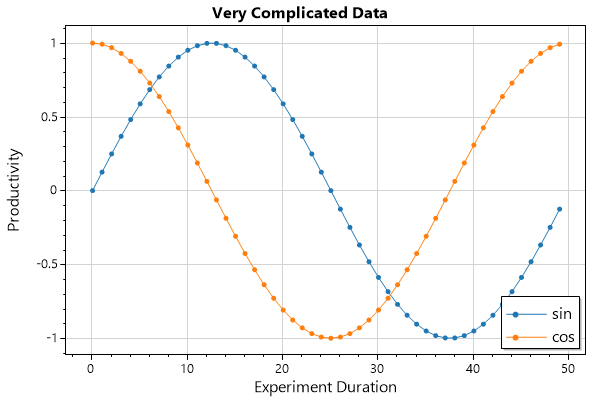 Very Complicated Data
Productivity
1
0.5
0
-0.5
-1
0
10
20
30
40
50
Experiment Duration
sin
cos